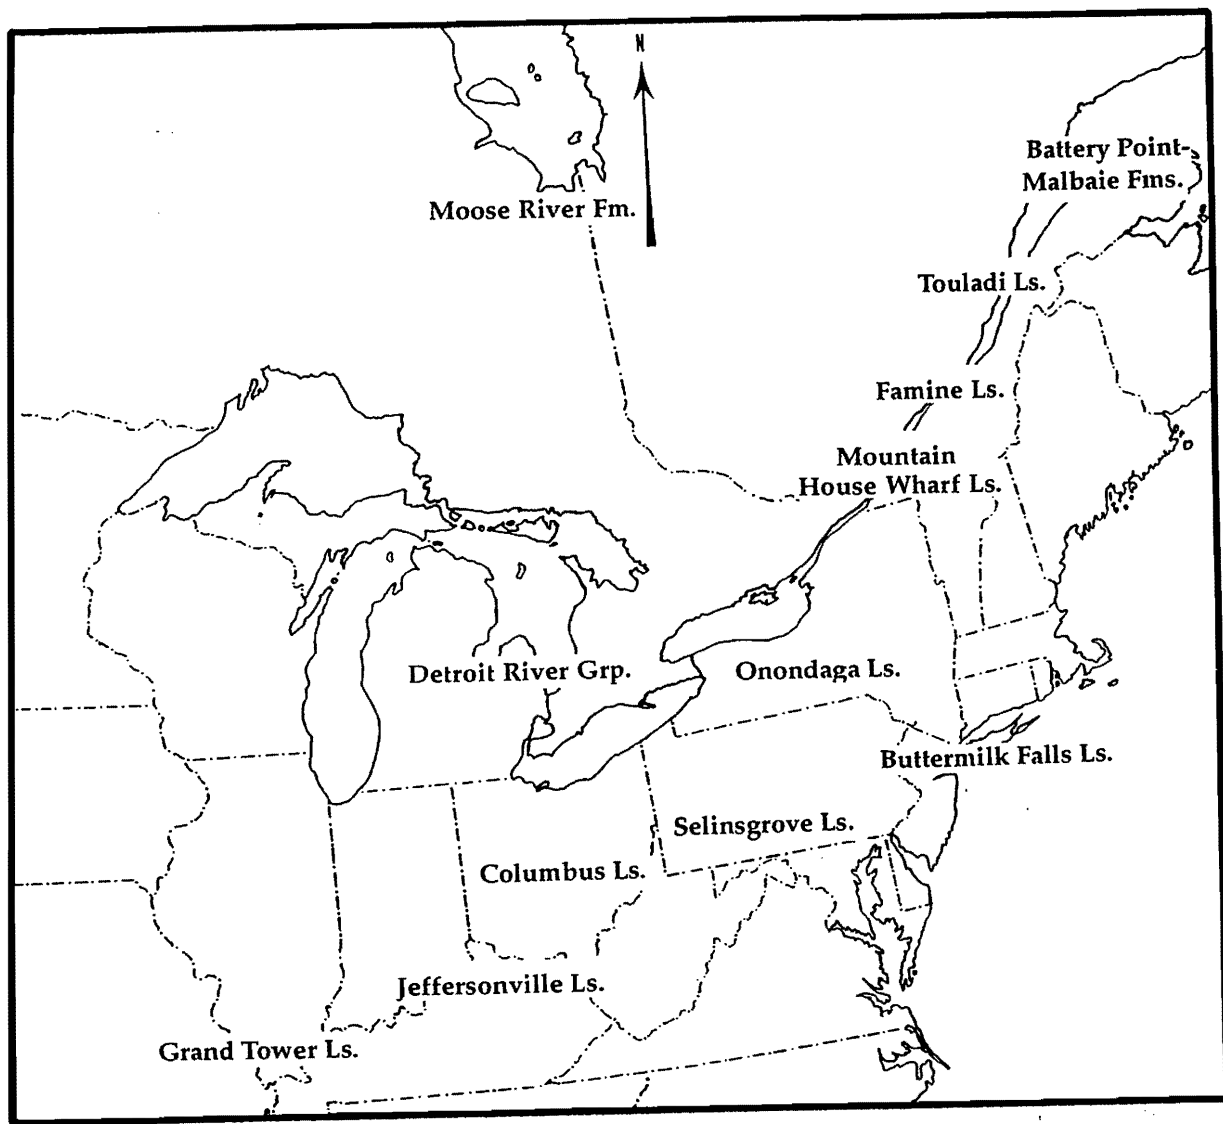 N
Battery Point-
Malbaie Fms.
Moose River Fm.
Touladi Ls.
Famine Ls.
Mountain
House Wharf Ls.
Detroit River Grp.
Onondaga Ls.
Buttermilk Falls Ls.
Selinsgrove Ls.
Columbus Ls.
Jeffersonville Ls.
Grand Tower Ls.